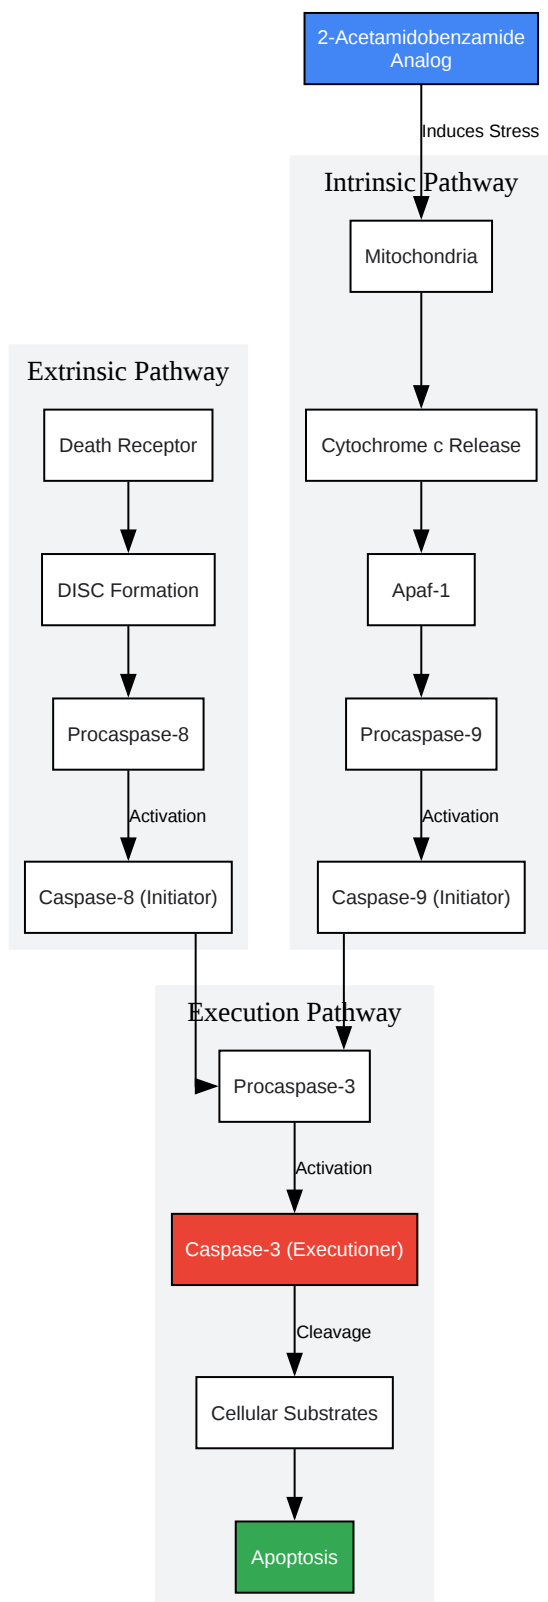 2-Acetamidobenzamide
Analog
Induces Stress
Intrinsic Pathway
Mitochondria
Cytochrome c Release
Apaf-1
Procaspase-9
Activation
Caspase-9 (Initiator)
Extrinsic Pathway
Death Receptor
DISC Formation
Procaspase-8
Activation
Caspase-8 (Initiator)
Execution Pathway
Procaspase-3
Activation
Caspase-3 (Executioner)
Cleavage
Cellular Substrates
Apoptosis